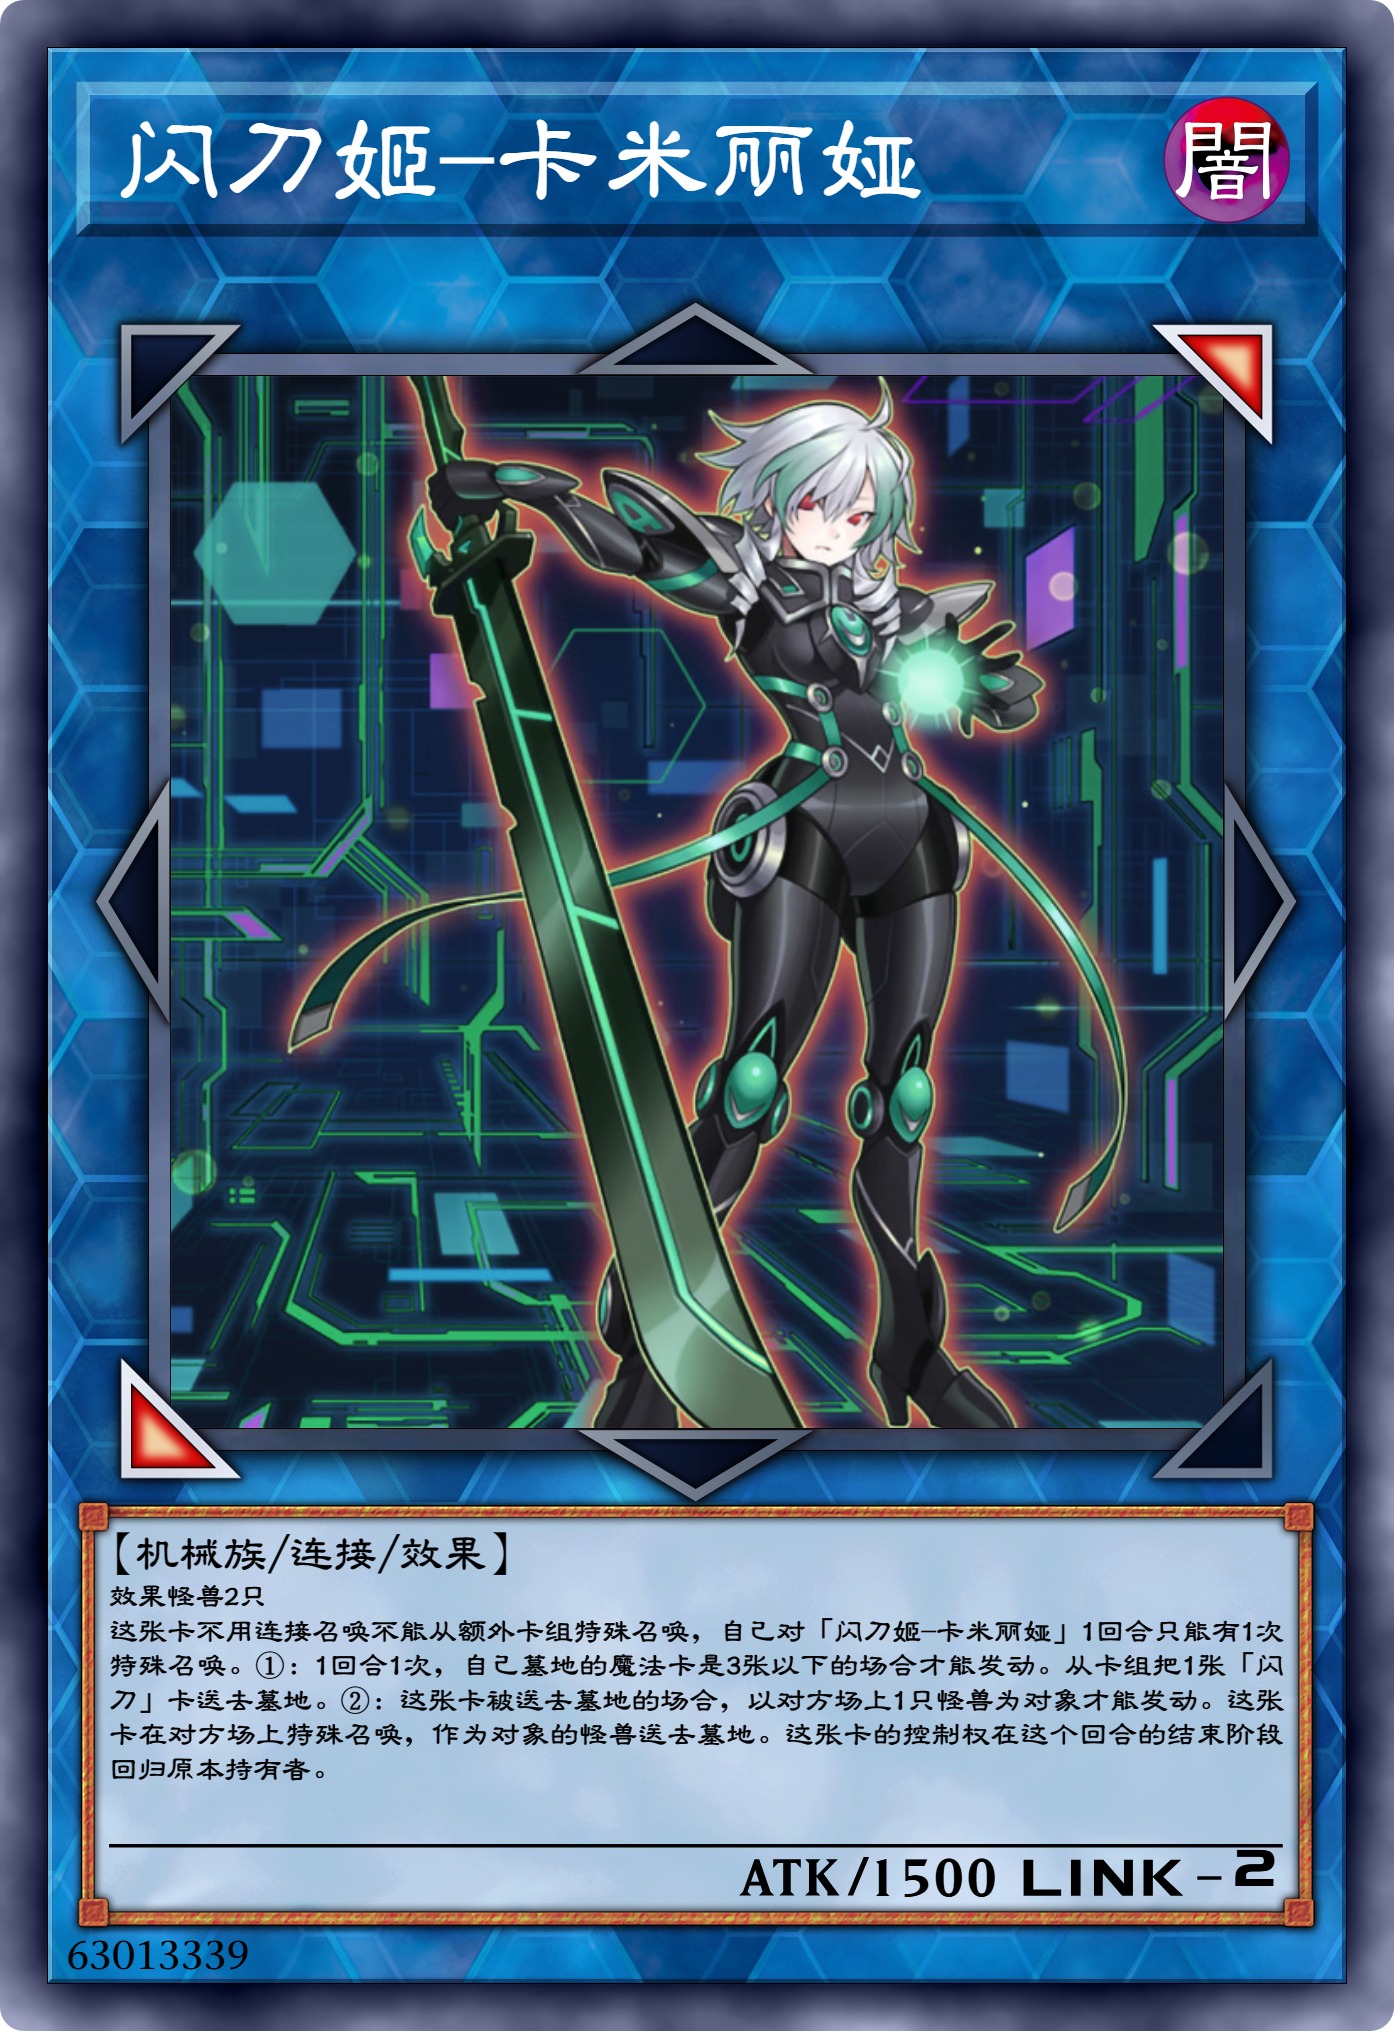 闪刀姬-卡米丽娅
闇
【机械族/连接/效果】
效果怪兽2只
这张卡不用连接召唤不能从额外卡组特殊召唤，自己对「闪刀姬-卡米丽娅」1回合只能有1次
特殊召唤。①：1回合1次，自己墓地的魔法卡是3张以下的场合才能发动。从卡组把1张「闪
刀」卡送去墓地。②：这张卡被送去墓地的场合，以对方场上1只怪兽为对象才能发动。这张
卡在对方场上特殊召唤，作为对象的怪兽送去墓地。这张卡的控制权在这个回合的结束阶段
回归原本持有者。
ATK/1500 LINK-2
63013339